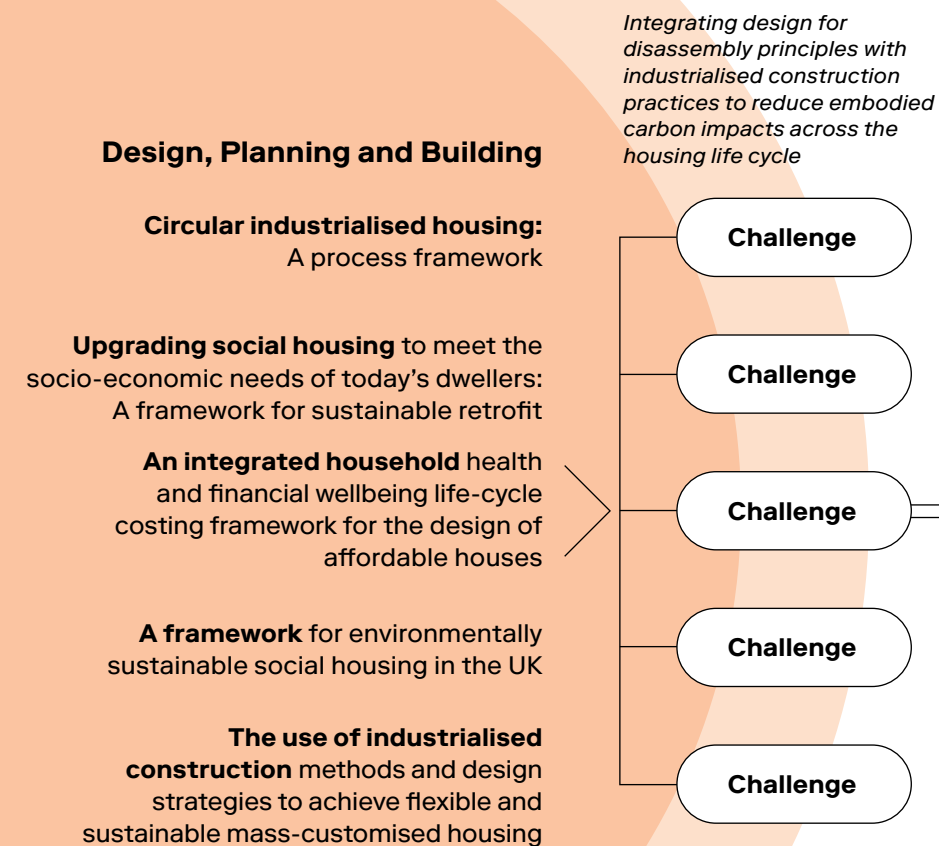 Integrating design for
disassembly principles with
industrialised construction
practices to reduce embodied
carbon impacts across the
housing life cycle
Design, Planning and Building
Circular industrialised housing:
A process framework
Challenge
Upgrading social housing to meet the
socio-economic needs of today's dwellers:
A framework for sustainable retrofit
Challenge
An integrated household health
and financial wellbeing life-cycle
costing framework for the design of
affordable houses
Challenge
A framework for environmentally
sustainable social housing in the UK
Challenge
The use of industrialised
construction methods and design
strategies to achieve flexible and
sustainable mass-customised housing
Challenge